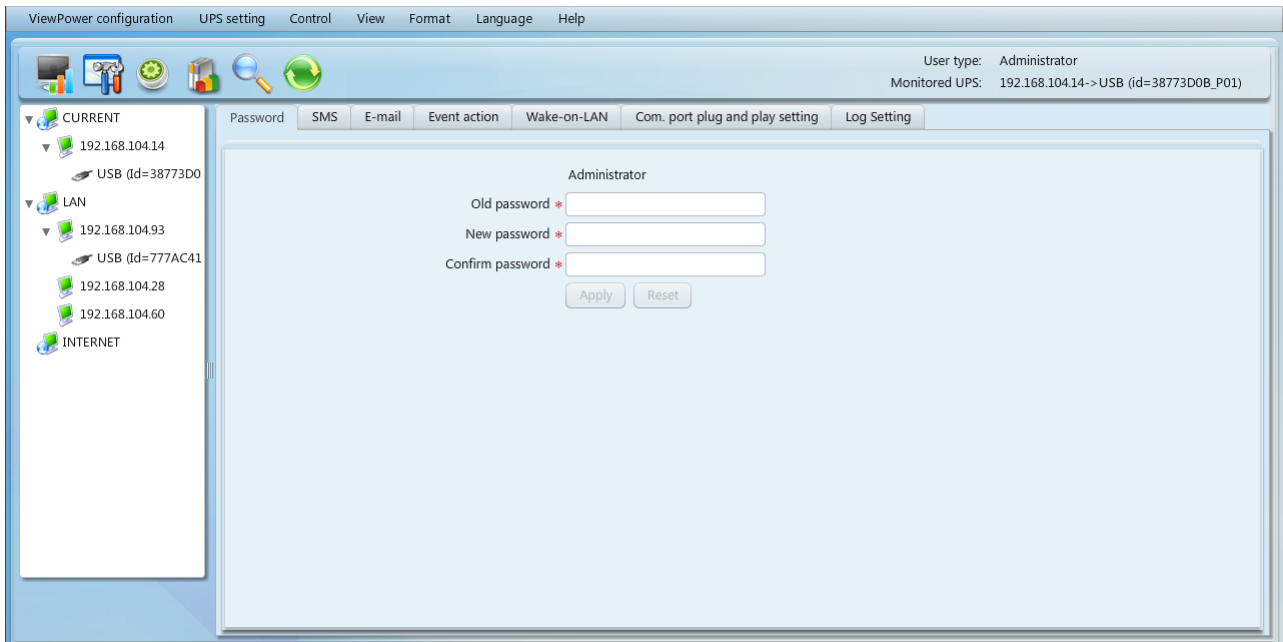 ViewPower configuration UPS setting Control View Format Language Help
User type: Administrator
Monitored UPS: 192.168.104.14->USB (id=38773D0B_P01)
CURRENT
192.168.104.14
USB (Id=38773D0
LAN
192.168.104.93
USB (Id=777AC41
192.168.104.28
192.168.104.60
INTERNET
Password SMS E-mail Event action Wake-on-LAN Com. port plug and play setting Log Setting
Administrator
Old password *
New password *
Confirm password *
Apply Reset